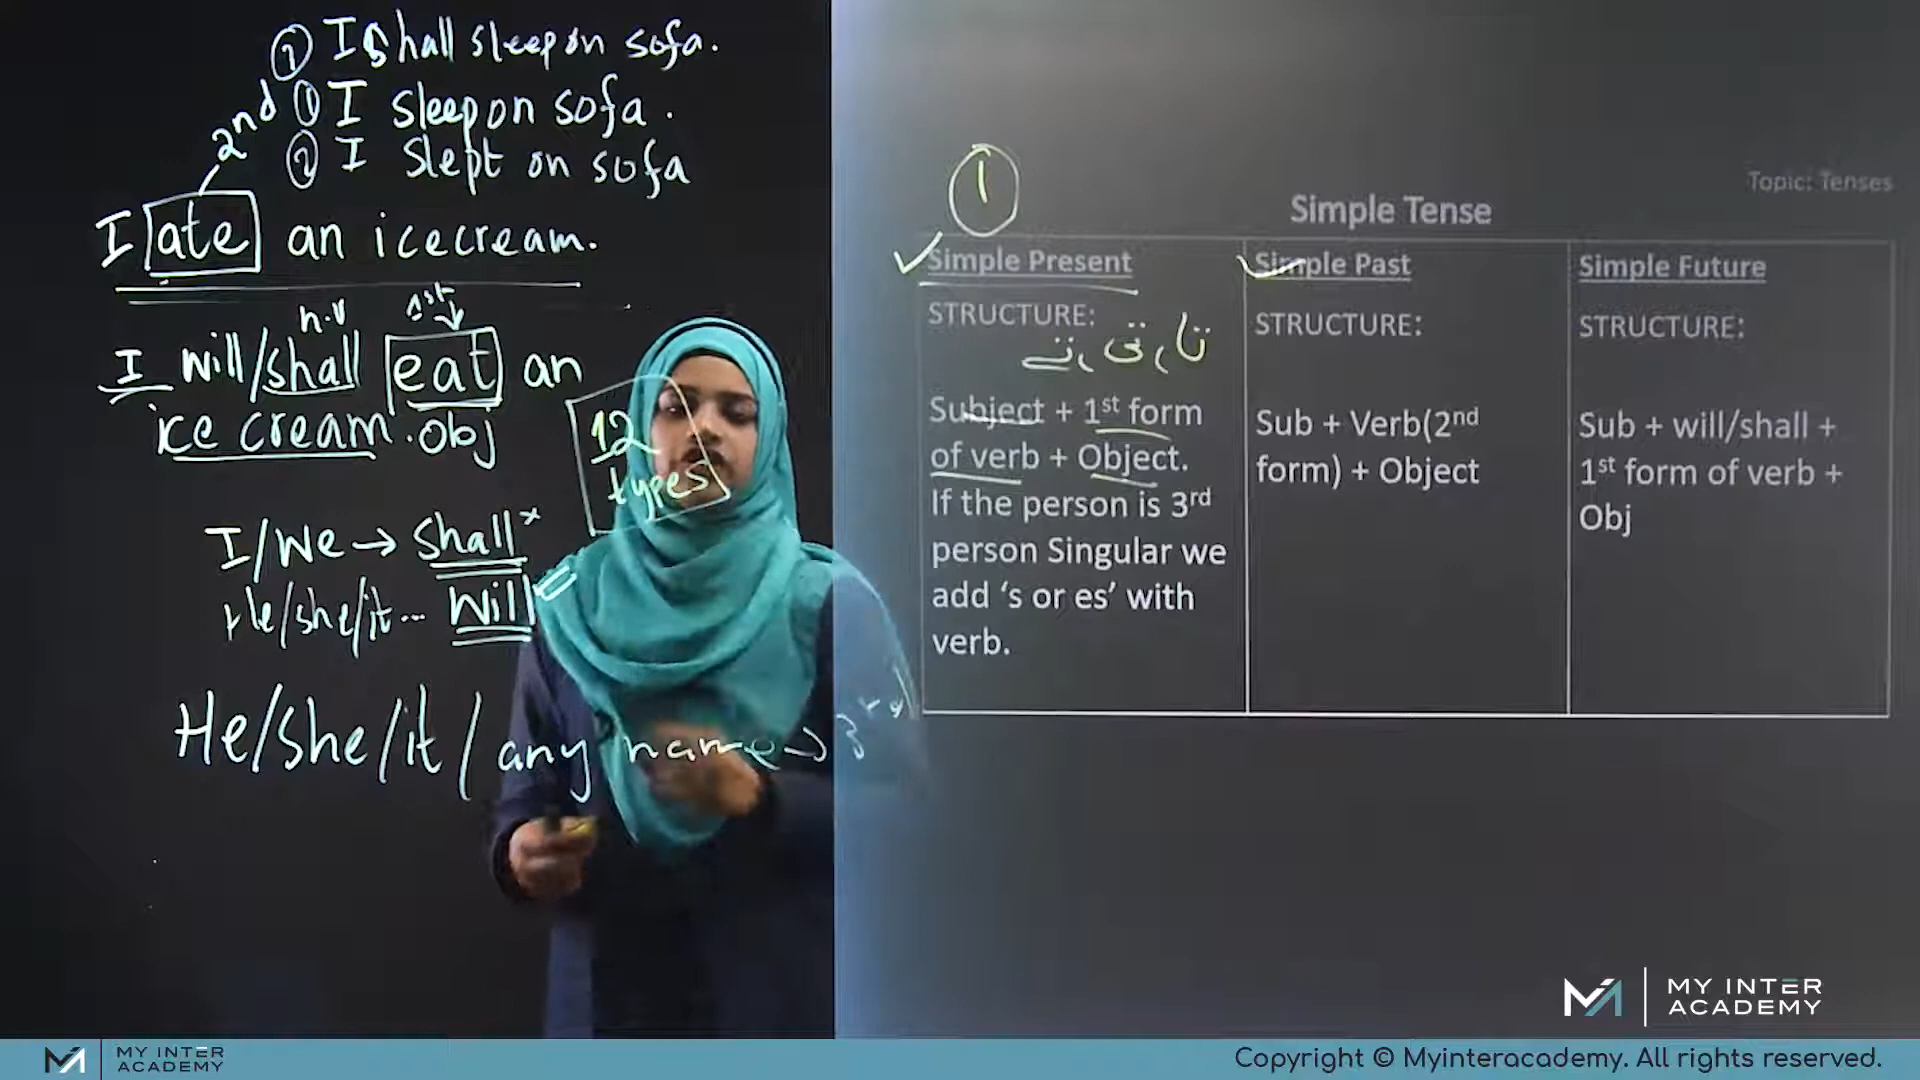 ③ I shall sleep on sofa.
① I sleep on sofa.
② I slept on sofa
2nd
I ate an icecream.
h.v 1st
I will/shall eat an
ice cream. obj
12
types
I/We → shall
He/she/it... Will
He/she/it/any name → 3rd
1
Topic: Tenses
Simple Tense
Simple Present
STRUCTURE:
تا، تی، تے
Subject + 1st form
of verb + Object.
If the person is 3rd
person Singular we
add ‘s or es’ with
verb.
Simple Past
STRUCTURE:
Sub + Verb(2nd
form) + Object
Simple Future
STRUCTURE:
Sub + will/shall +
1st form of verb +
Obj
MY INTER
ACADEMY
MY INTER
ACADEMY
Copyright © Myinteracademy. All rights reserved.